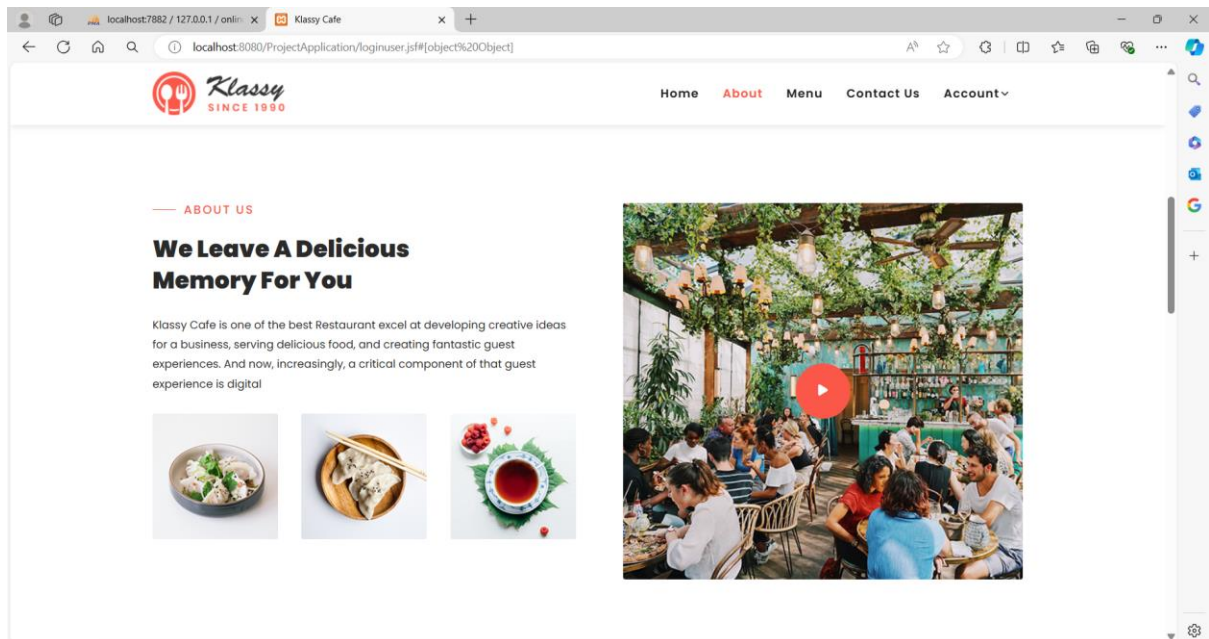 localhost:7882 / 127.0.0.1 / onlin
Klassy Cafe
localhost:8080/ProjectApplication/loginuser.jsf#[object%20Object]
Klassy
SINCE 1990
Home About Menu Contact Us Account
ABOUT US
We Leave A Delicious
Memory For You
Klassy Cafe is one of the best Restaurant excel at developing creative ideas
for a business, serving delicious food, and creating fantastic guest
experiences. And now, increasingly, a critical component of that guest
experience is digital